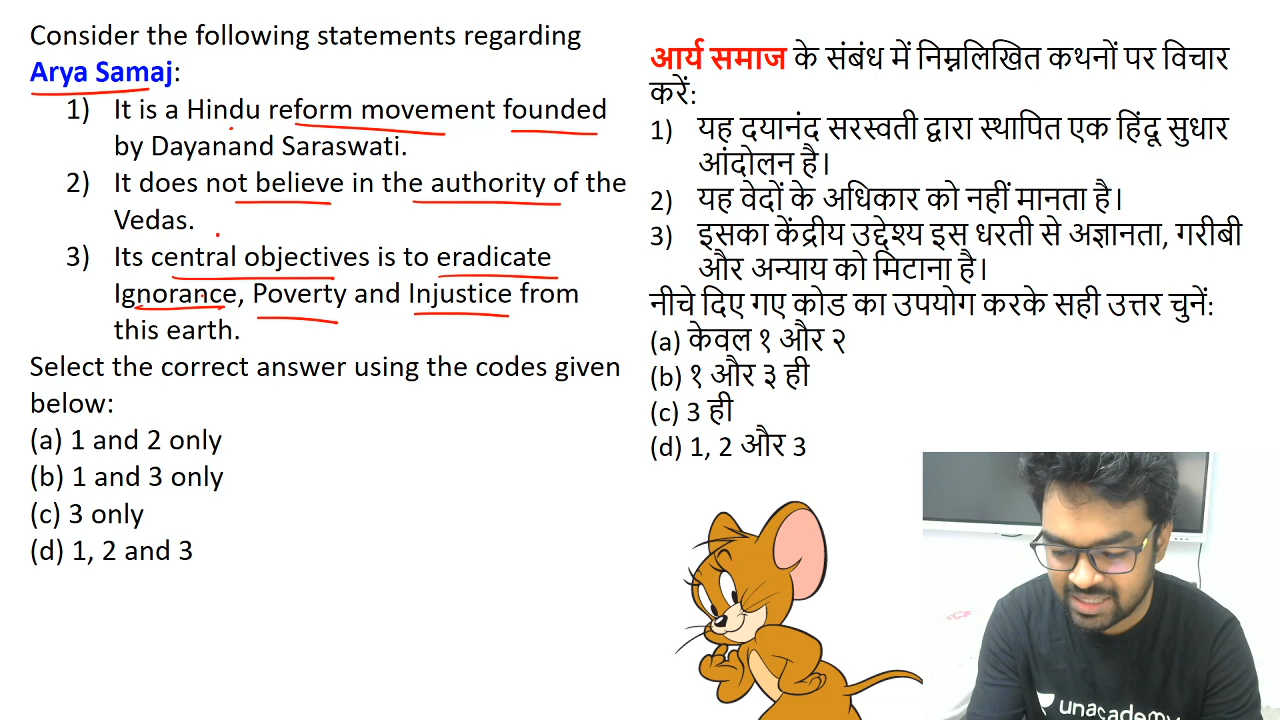 Consider the following statements regarding
Arya Samaj:
1) It is a Hindu reform movement founded
by Dayanand Saraswati.
2) It does not believe in the authority of the
Vedas.
3) Its central objectives is to eradicate
Ignorance, Poverty and Injustice from
this earth.
Select the correct answer using the codes given
below:
(a) 1 and 2 only
(b) 1 and 3 only
(c) 3 only
(d) 1, 2 and 3
आर्य समाज के संबंध में निम्नलिखित कथनों पर विचार
करें:
1) यह दयानंद सरस्वती द्वारा स्थापित एक हिंदू सुधार
आंदोलन है।
2) यह वेदों के अधिकार को नहीं मानता है।
3) इसका केंद्रीय उद्देश्य इस धरती से अज्ञानता, गरीबी
और अन्याय को मिटाना है।
नीचे दिए गए कोड का उपयोग करके सही उत्तर चुनें:
(a) केवल १ और २
(b) १ और ३ ही
(c) 3 ही
(d) 1, 2 और 3
unacademy